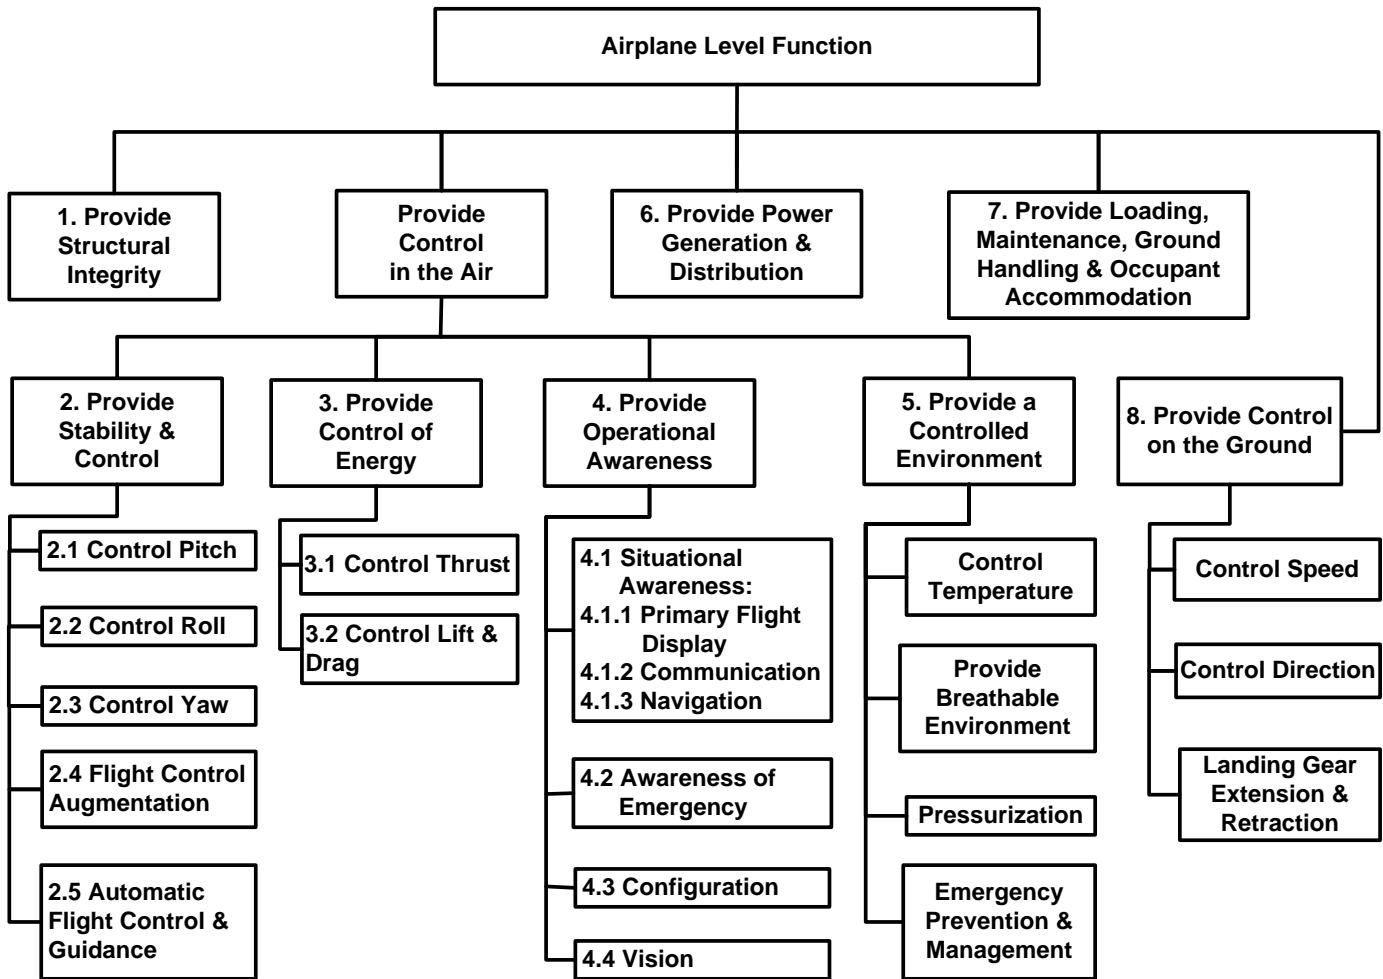 Airplane Level Function
1. Provide
Structural
Integrity
Provide
Control
in the Air
6. Provide Power
Generation &
Distribution
7. Provide Loading,
Maintenance, Ground
Handling & Occupant
Accommodation
2. Provide
Stability &
Control
3. Provide
Control of
Energy
4. Provide
Operational
Awareness
5. Provide a
Controlled
Environment
8. Provide Control
on the Ground
2.1 Control Pitch
2.2 Control Roll
2.3 Control Yaw
2.4 Flight Control
Augmentation
2.5 Automatic
Flight Control &
Guidance
3.1 Control Thrust
3.2 Control Lift &
Drag
4.1 Situational
Awareness:
4.1.1 Primary Flight
Display
4.1.2 Communication
4.1.3 Navigation
4.2 Awareness of
Emergency
4.3 Configuration
4.4 Vision
Control
Temperature
Provide
Breathable
Environment
Pressurization
Emergency
Prevention &
Management
Control Speed
Control Direction
Landing Gear
Extension &
Retraction